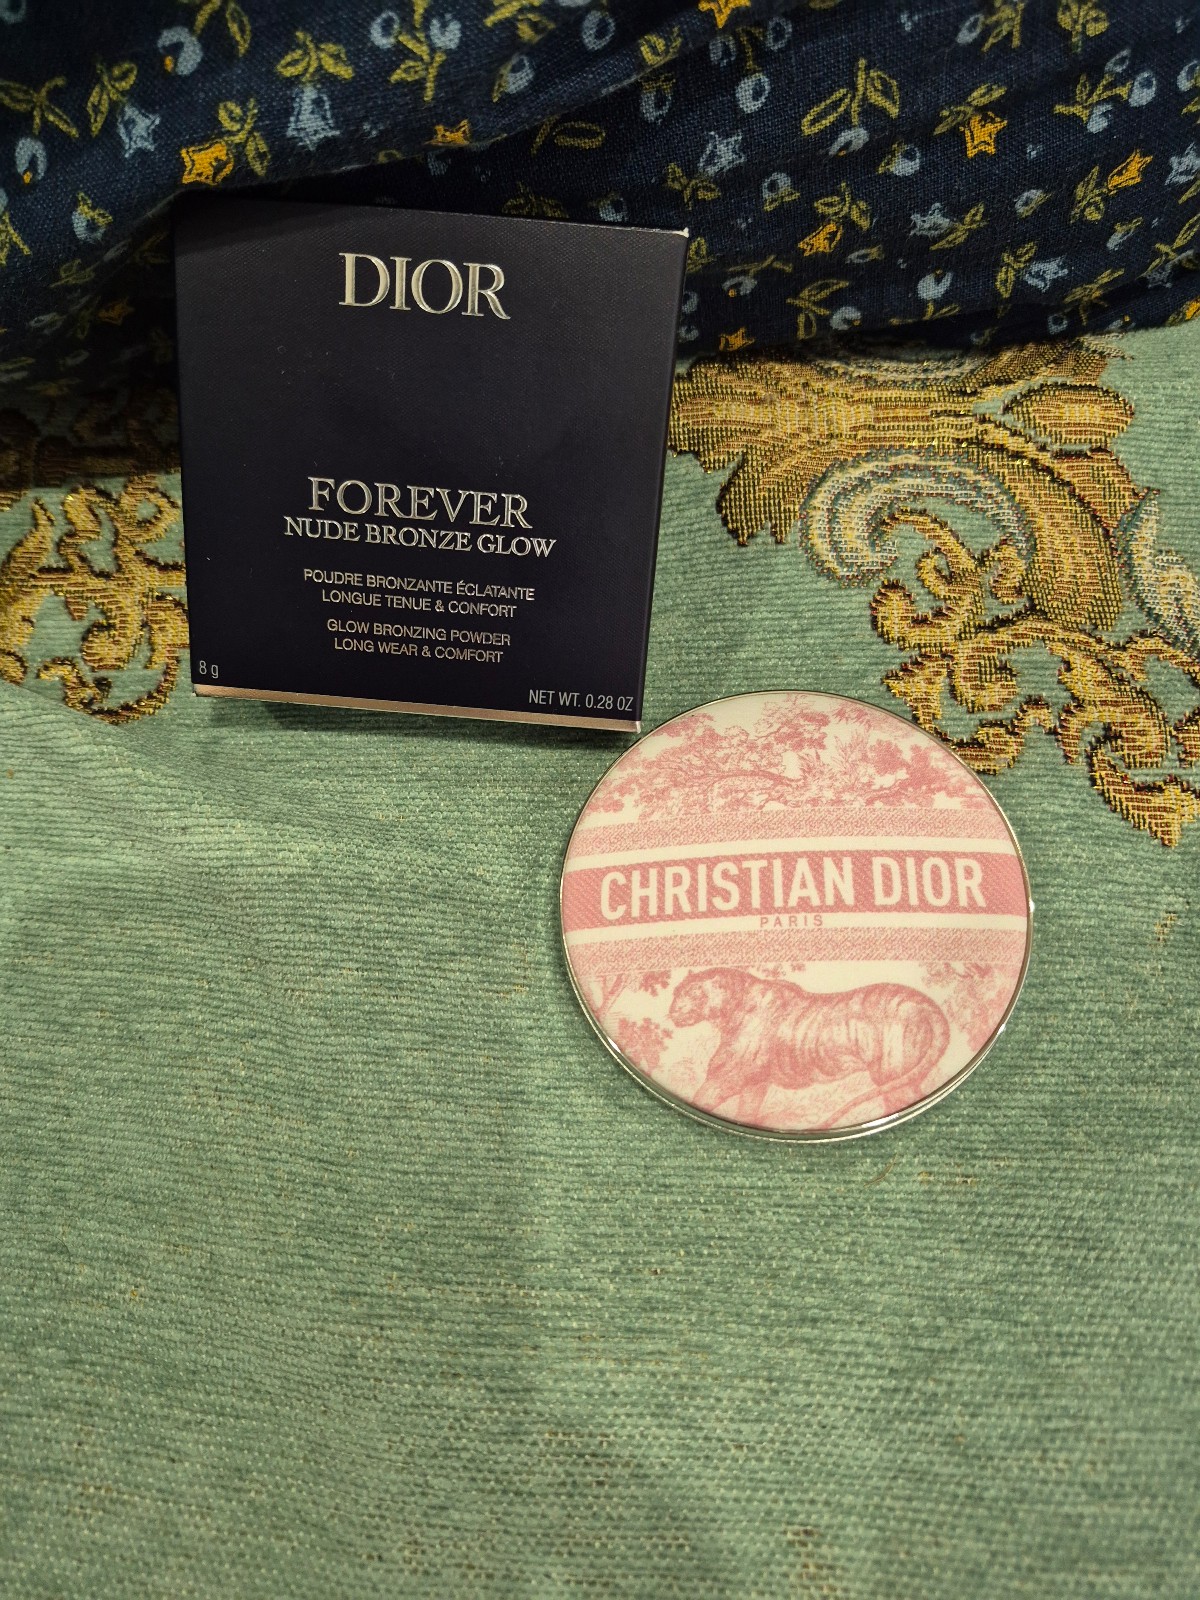 DIOR
FOREVER
NUDE BRONZE GLOW
POUDRE BRONZANTE ÉCLATANTE
LONGUE TENUE & CONFORT
GLOW BRONZING POWDER
LONG WEAR & COMFORT
8 g
NET WT. 0.28 OZ
CHRISTIAN DIOR
PARIS